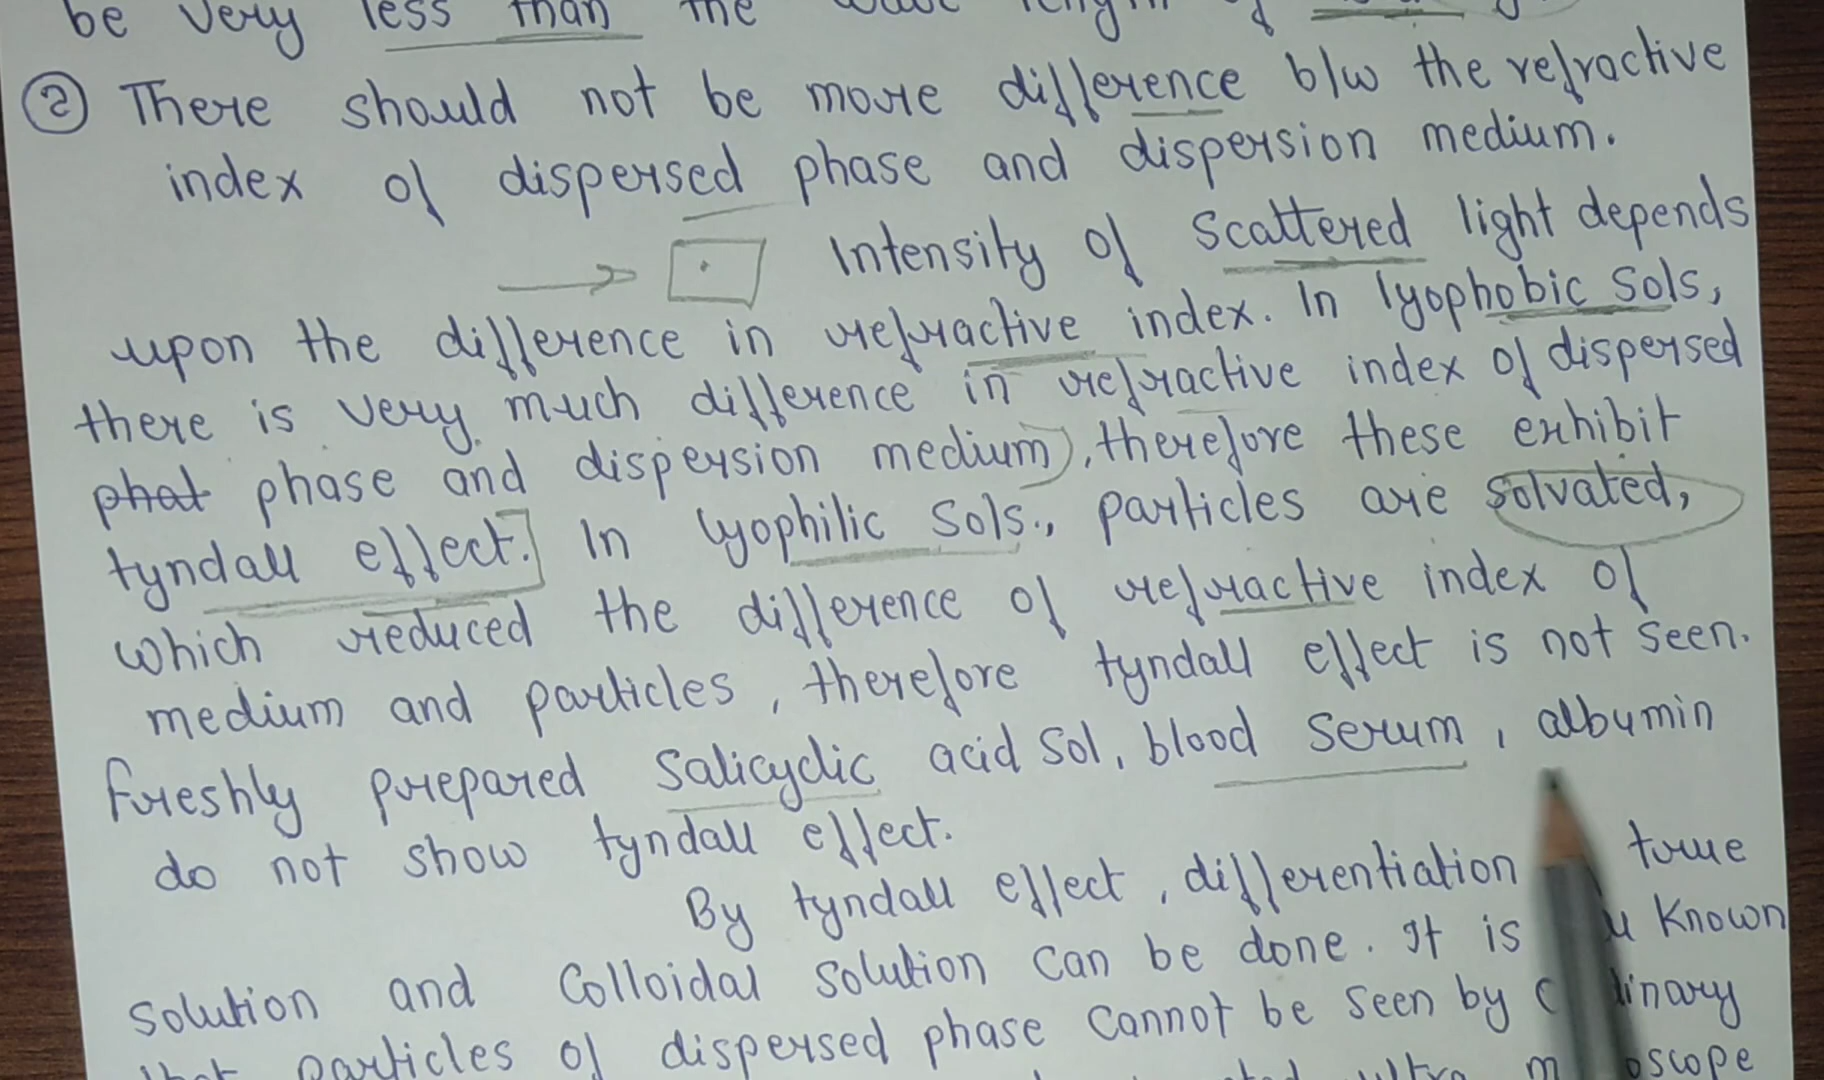 be very less than the wave length of
② There should not be more difference b/w the refractive
index of dispersed phase and dispersion medium.
Intensity of scattered light depends
upon the difference in refractive index. In lyophobic sols,
there is very much difference in refractive index of dispersed
phat phase and dispersion medium, therefore these exhibit
tyndall effect. In lyophilic sols., particles are solvated,
which reduced the difference of refractive index of
medium and particles, therefore tyndall effect is not seen.
freshly prepared salicyclic acid sol, blood serum, albumin
do not show tyndall effect.
By tyndall effect, differentiation true
solution and colloidal solution can be done. It is known
that particles of dispersed phase cannot be seen by